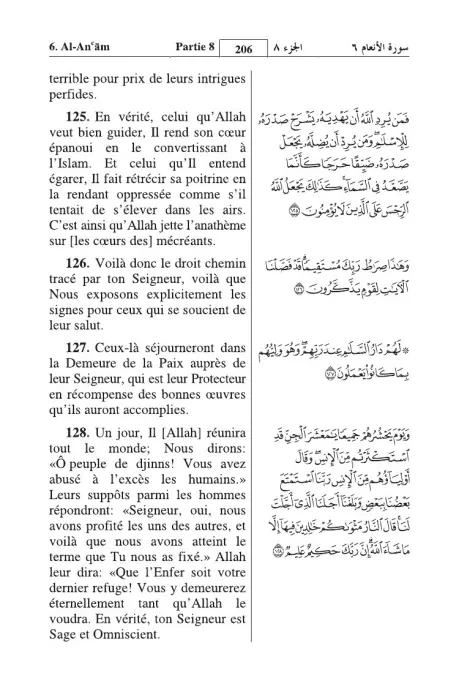 6. Al-Anᶜām Partie 8 206 الجزء ٨ سورة الأنعام ٦
terrible pour prix de leurs intrigues
perfides.
125. En vérité, celui qu’Allah
veut bien guider, Il rend son cœur
épanoui en le convertissant à
l’Islam. Et celui qu’Il entend
égarer, Il fait rétrécir sa poitrine en
la rendant oppressée comme s’il
tentait de s’élever dans les airs.
C’est ainsi qu’Allah jette l’anathème
sur [les cœurs des] mécréants.
126. Voilà donc le droit chemin
tracé par ton Seigneur, voilà que
Nous exposons explicitement les
signes pour ceux qui se soucient de
leur salut.
127. Ceux-là séjourneront dans
la Demeure de la Paix auprès de
leur Seigneur, qui est leur Protecteur
en récompense des bonnes œuvres
qu’ils auront accomplies.
128. Un jour, Il [Allah] réunira
tout le monde; Nous dirons:
«Ô peuple de djinns! Vous avez
abusé à l’excès les humains.»
Leurs suppôts parmi les hommes
répondront: «Seigneur, oui, nous
avons profité les uns des autres, et
voilà que nous avons atteint le
terme que Tu nous as fixé.» Allah
leur dira: «Que l’Enfer soit votre
dernier refuge! Vous y demeurerez
éternellement tant qu’Allah le
voudra. En vérité, ton Seigneur est
Sage et Omniscient.
فَمَن يُرِدِ ٱللَّهُ أَن يَهْدِيَهُۥ يَشْرَحْ صَدْرَهُۥ
لِلْإِسْلَٰمِ ۖ وَمَن يُرِدْ أَن يُضِلَّهُۥ يَجْعَلْ
صَدْرَهُۥ ضَيِّقًا حَرَجًا كَأَنَّمَا
يَصَّعَّدُ فِى ٱلسَّمَآءِ ۚ كَذَٰلِكَ يَجْعَلُ ٱللَّهُ
ٱلرِّجْسَ عَلَى ٱلَّذِينَ لَا يُؤْمِنُونَ ١٢٥
وَهَٰذَا صِرَٰطُ رَبِّكَ مُسْتَقِيمًا ۗ قَدْ فَصَّلْنَا
ٱلْـَٔايَٰتِ لِقَوْمٍ يَذَّكَّرُونَ ١٢٦
۞ لَهُمْ دَارُ ٱلسَّلَٰمِ عِندَ رَبِّهِمْ ۖ وَهُوَ وَلِيُّهُم
بِمَا كَانُوا۟ يَعْمَلُونَ ١٢٧
وَيَوْمَ يَحْشُرُهُمْ جَمِيعًا يَٰمَعْشَرَ ٱلْجِنِّ قَدِ
ٱسْتَكْثَرْتُم مِّنَ ٱلْإِنسِ ۖ وَقَالَ
أَوْلِيَآؤُهُم مِّنَ ٱلْإِنسِ رَبَّنَا ٱسْتَمْتَعَ
بَعْضُنَا بِبَعْضٍ وَبَلَغْنَآ أَجَلَنَا ٱلَّذِىٓ أَجَّلْتَ
لَنَا ۚ قَالَ ٱلنَّارُ مَثْوَىٰكُمْ خَٰلِدِينَ فِيهَآ إِلَّا
مَا شَآءَ ٱللَّهُ ۗ إِنَّ رَبَّكَ حَكِيمٌ عَلِيمٌ ١٢٨